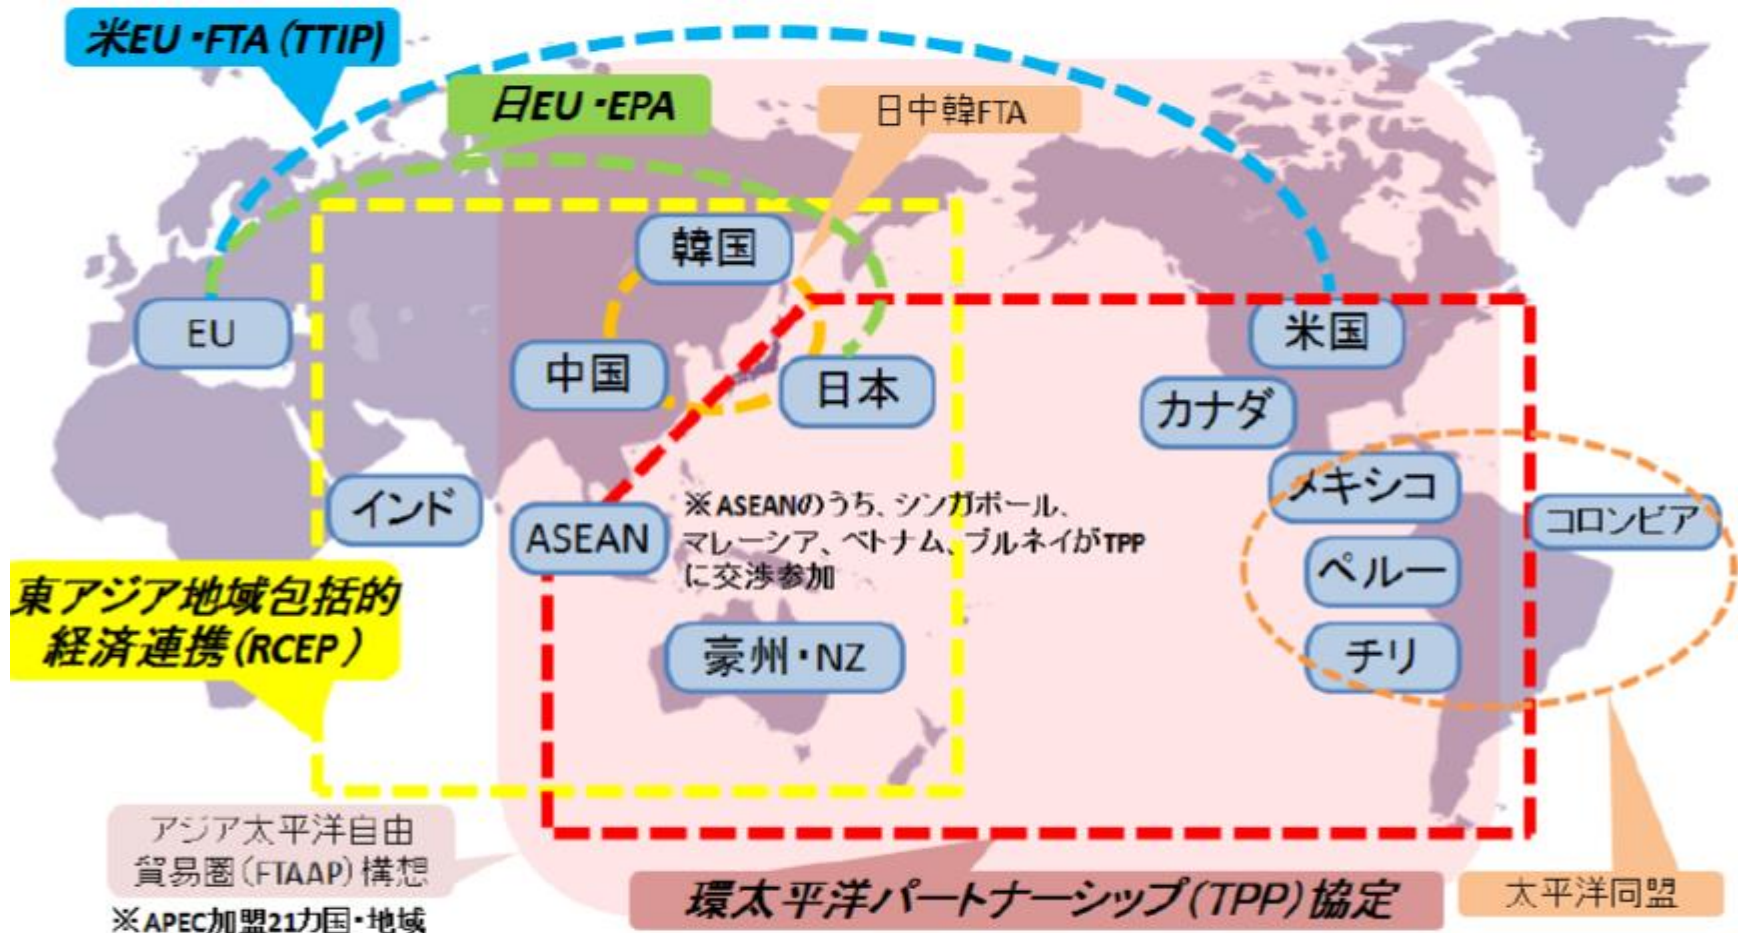 米EU・FTA(TTIP)
日EU・EPA
日中韓FTA
韓国
EU
米国
中国
日本
カナダ
メキシコ
インド
ASEAN
※ASEANのうち、シンガポール、
マレーシア、ベトナム、ブルネイがTPP
に交渉参加
コロンビア
ペルー
東アジア地域包括的
経済連携(RCEP)
豪州・NZ
チリ
アジア太平洋自由
貿易圏(FTAAP)構想
※APEC加盟21カ国・地域
環太平洋パートナーシップ(TPP)協定
太平洋同盟